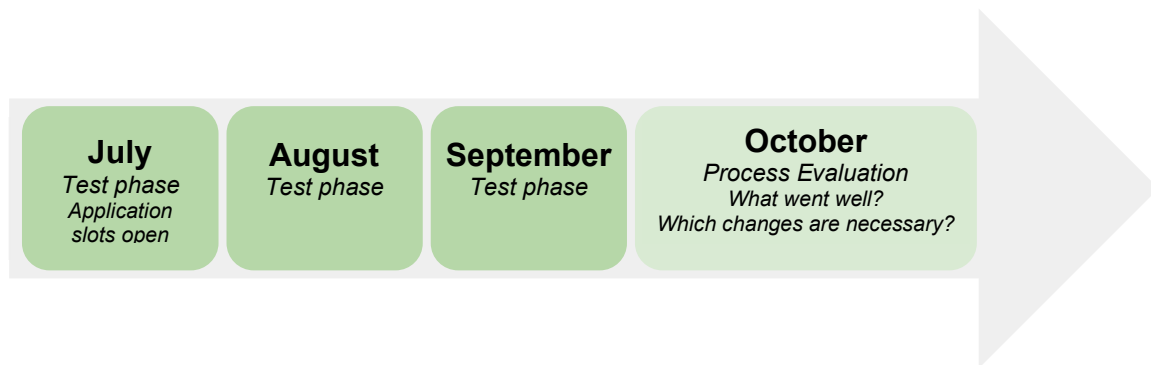 July
Test phase
Application
slots open
August
Test phase
September
Test phase
October
Process Evaluation
What went well?
Which changes are necessary?